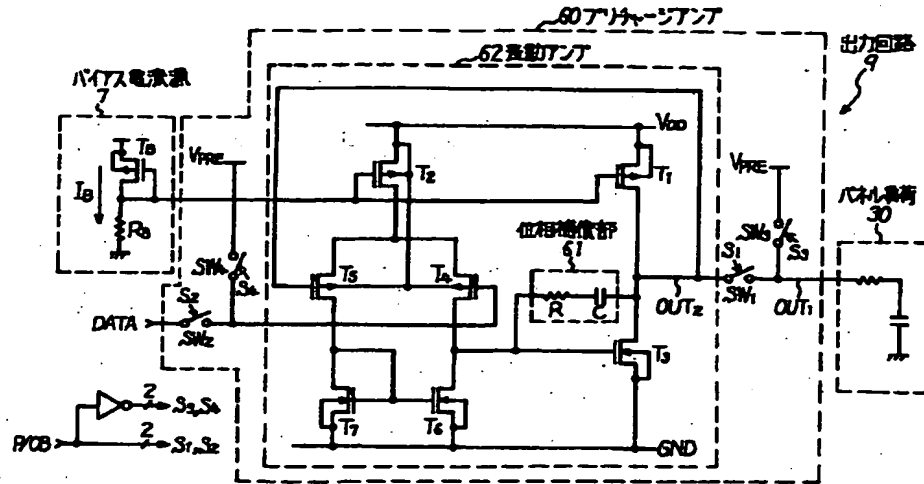 60プリチャージアンプ
62差動アンプ
出力回路
9
バイアス電流源
7
VDD
TB
VPRE
T2
T1
VPRE
IB
パネル負荷
30
RB
位相補償部
61
SW4
S4
SW3
S3
S1
T5
T4
S2
R
C
OUT2
SW1
OUT1
DATA
SW2
T3
T7
T6
2
S3,S4
P/CB
2
S1,S2
GND